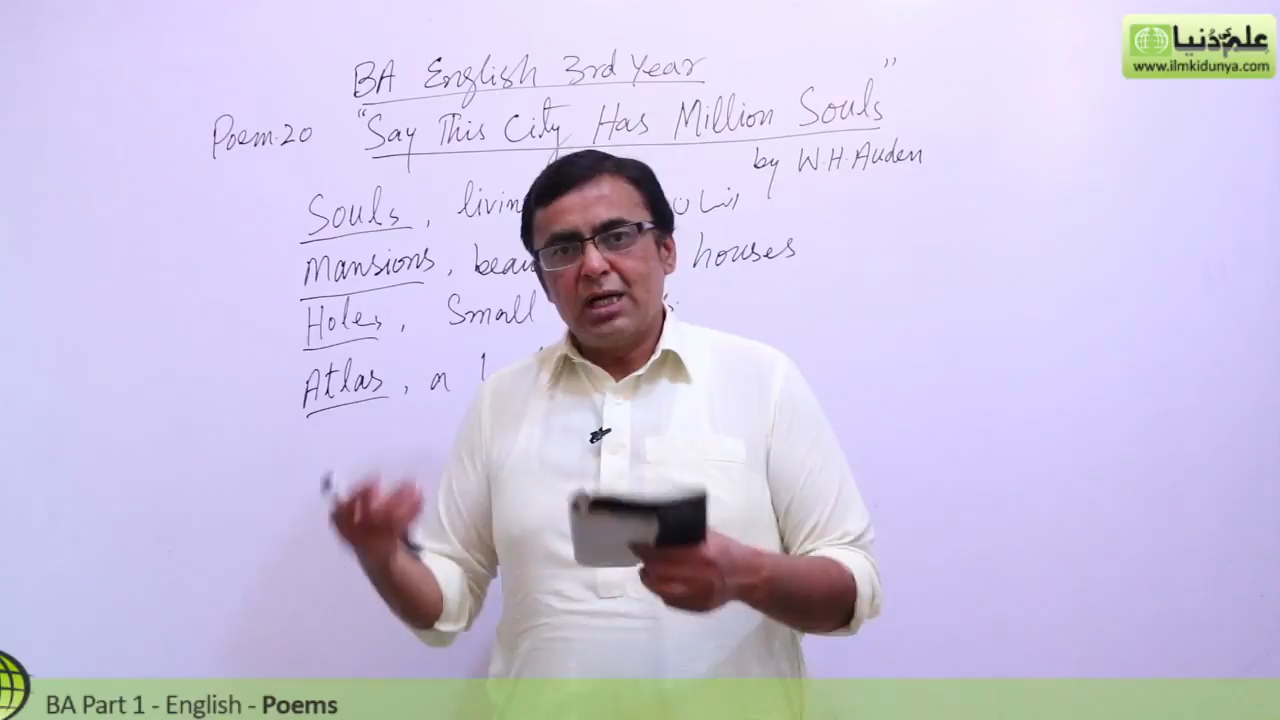 علم کی دُنیا
www.ilmkidunya.com
BA English 3rd Year
Poem.20 "Say This City Has Million Souls"
by W.H.Auden
Souls, livin
Mansions, beau houses
Holes, Small
Atlas, a
BA Part 1 - English - Poems